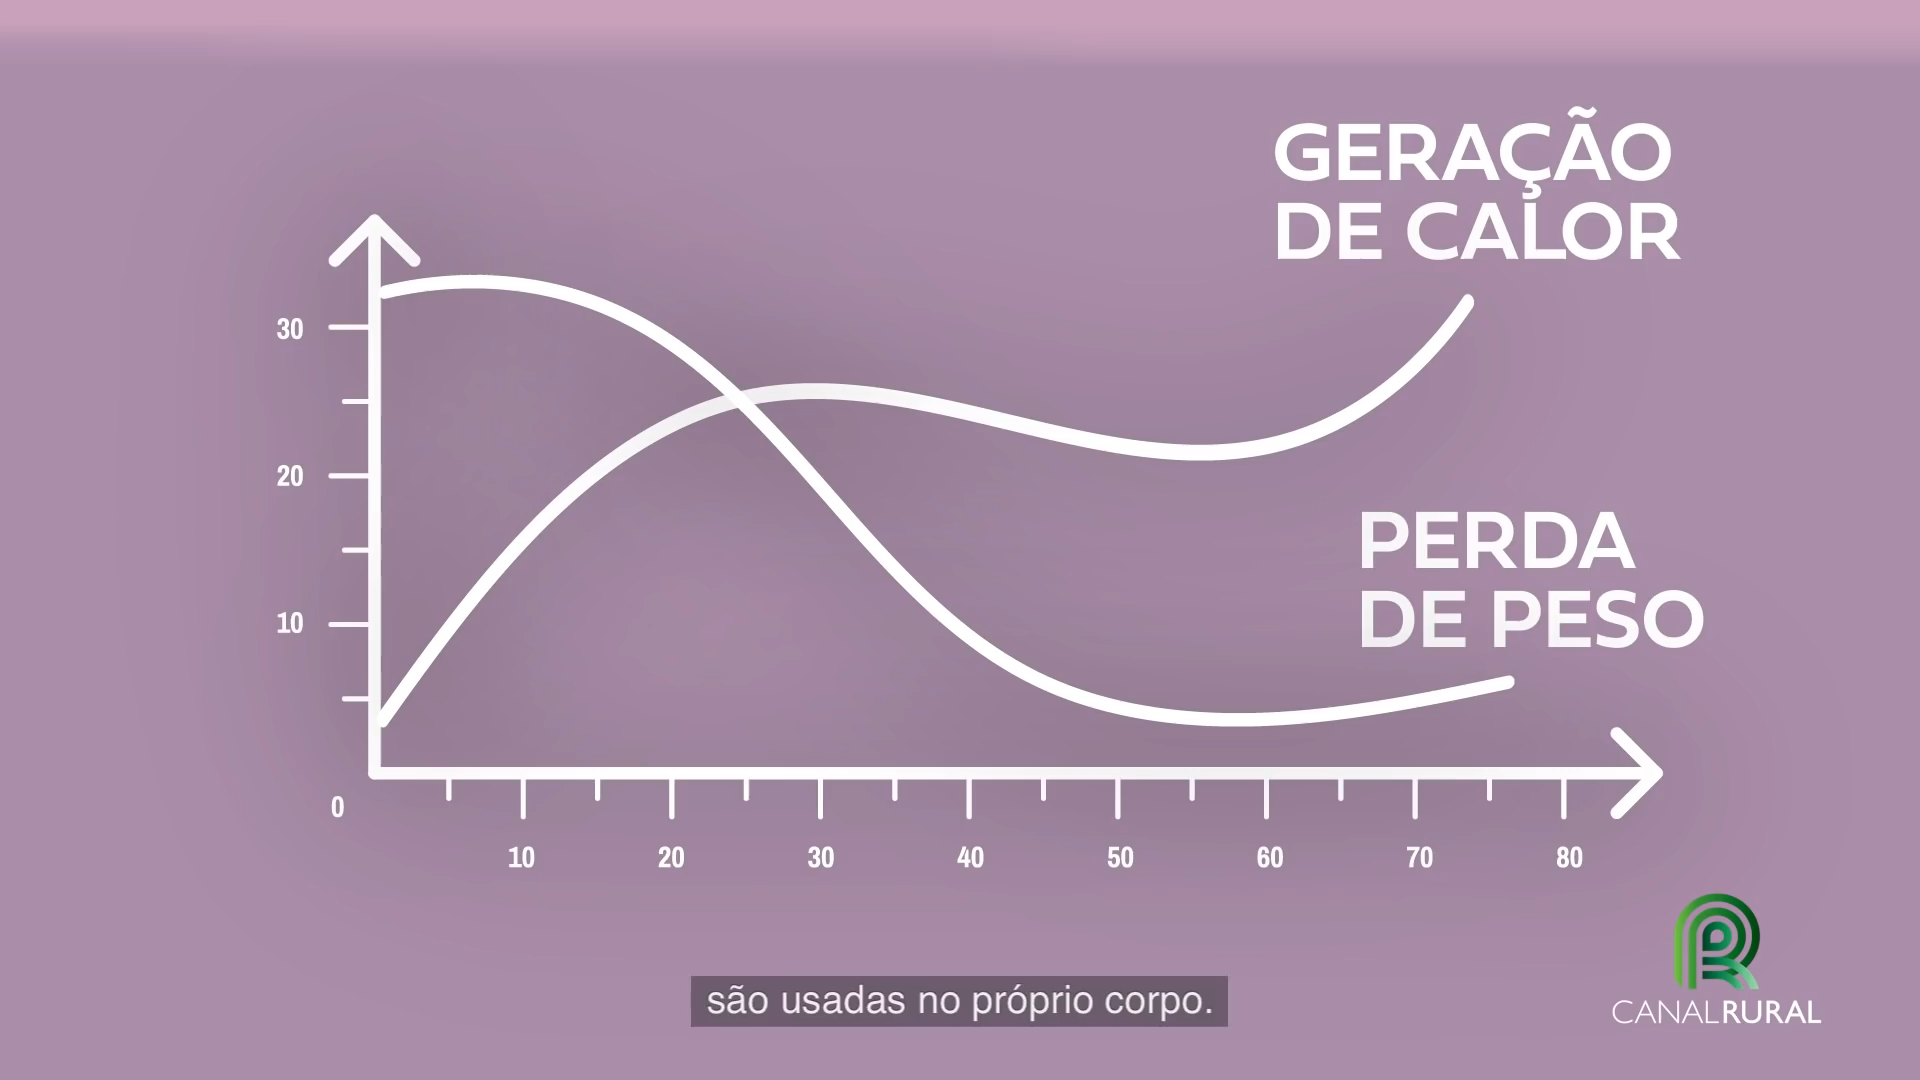 GERAÇÃO
DE CALOR
PERDA
DE PESO
30
20
10
0
10 20 30 40 50 60 70 80
são usadas no próprio corpo.
CANALRURAL